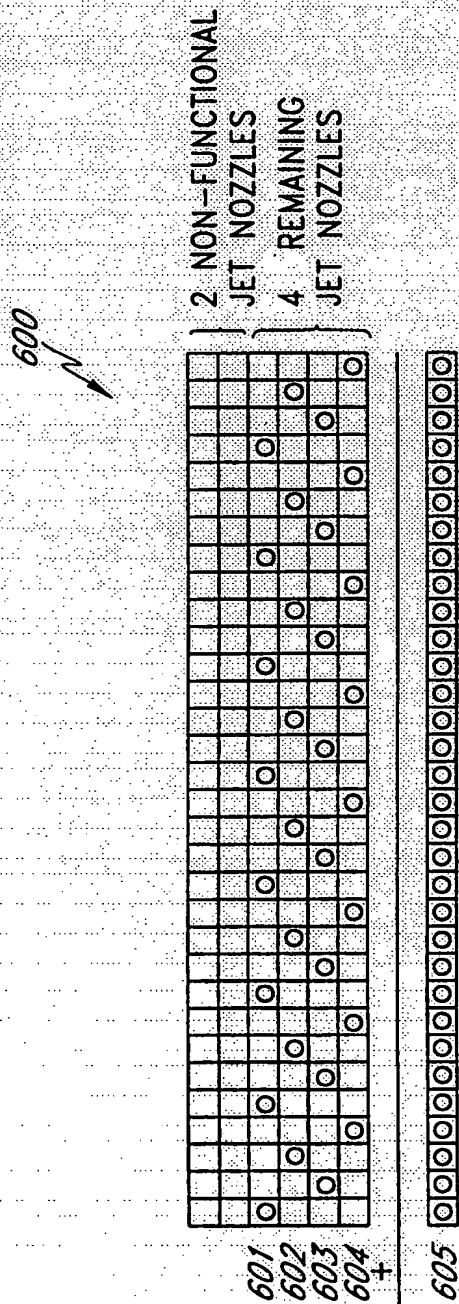 600
2 NON-FUNCTIONAL
JET NOZZLES
4 REMAINING
JET NOZZLES
601
602
603
604
+
605